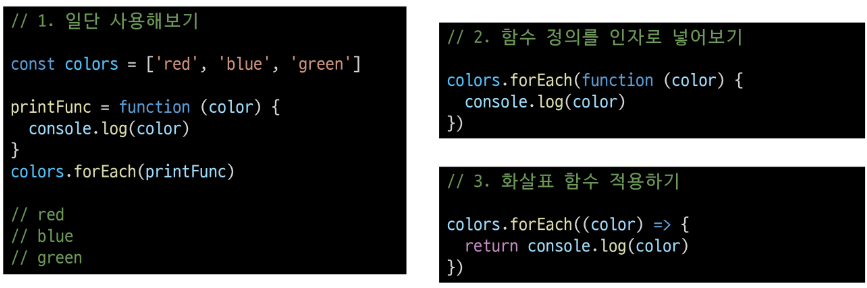 // 1. 일단 사용해보기
const colors = ['red', 'blue', 'green']
printFunc = function (color) {
  console.log(color)
}
colors.forEach(printFunc)
// red
// blue
// green
// 2. 함수 정의를 인자로 넣어보기
colors.forEach(function (color) {
  console.log(color)
})
// 3. 화살표 함수 적용하기
colors.forEach((color) => {
  return console.log(color)
})